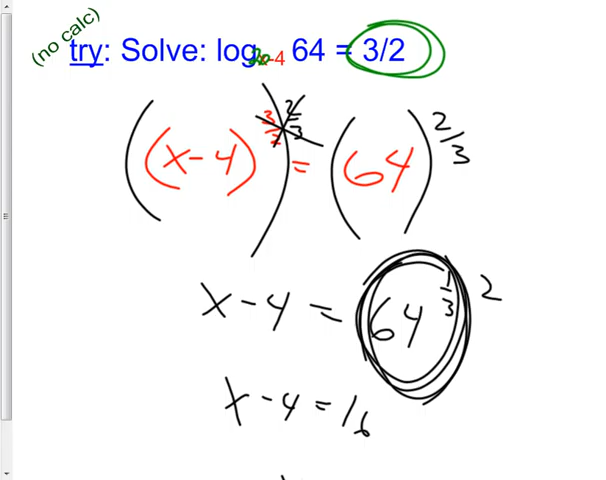 (no calc)
try: Solve: log x-4 64 = 3/2
((x-4)^3/2)^2/3 = (64)^2/3
x-4 = 64^1/3 2
x-4=16